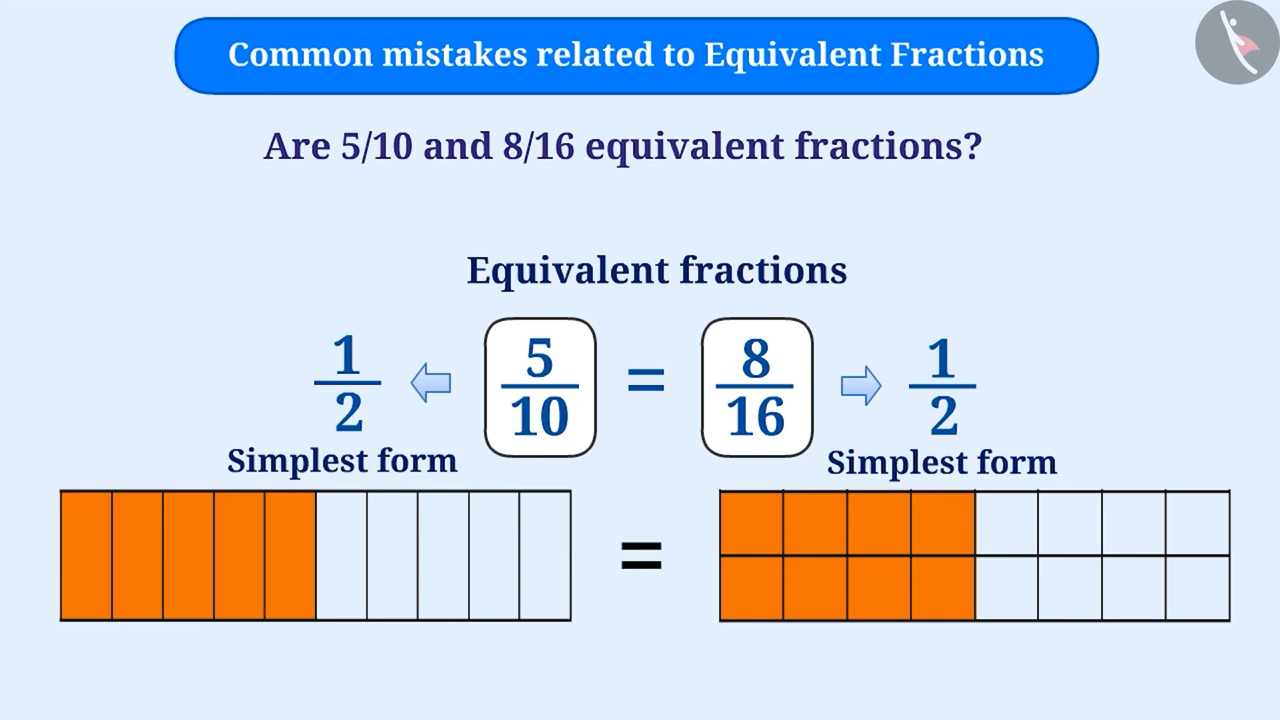 Common mistakes related to Equivalent Fractions
Are 5/10 and 8/16 equivalent fractions?
Equivalent fractions
1/2 5/10 = 8/16 1/2
Simplest form Simplest form
=